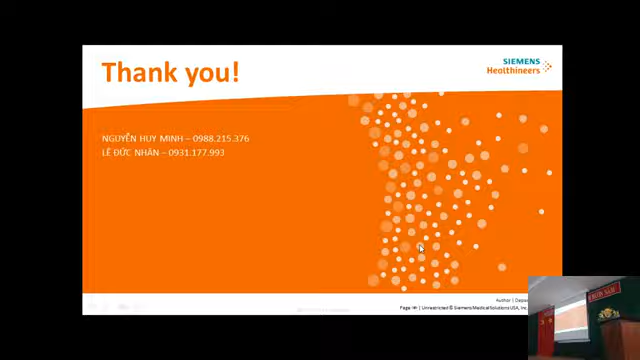 Thank you!
SIEMENS
Healthineers
NGUYỄN HUY MINH – 0988.215.376
LÊ ĐỨC NHÂN – 0931.177.993
Author |
Page | Unrestricted © Siemens Medical Solutions USA, Inc.